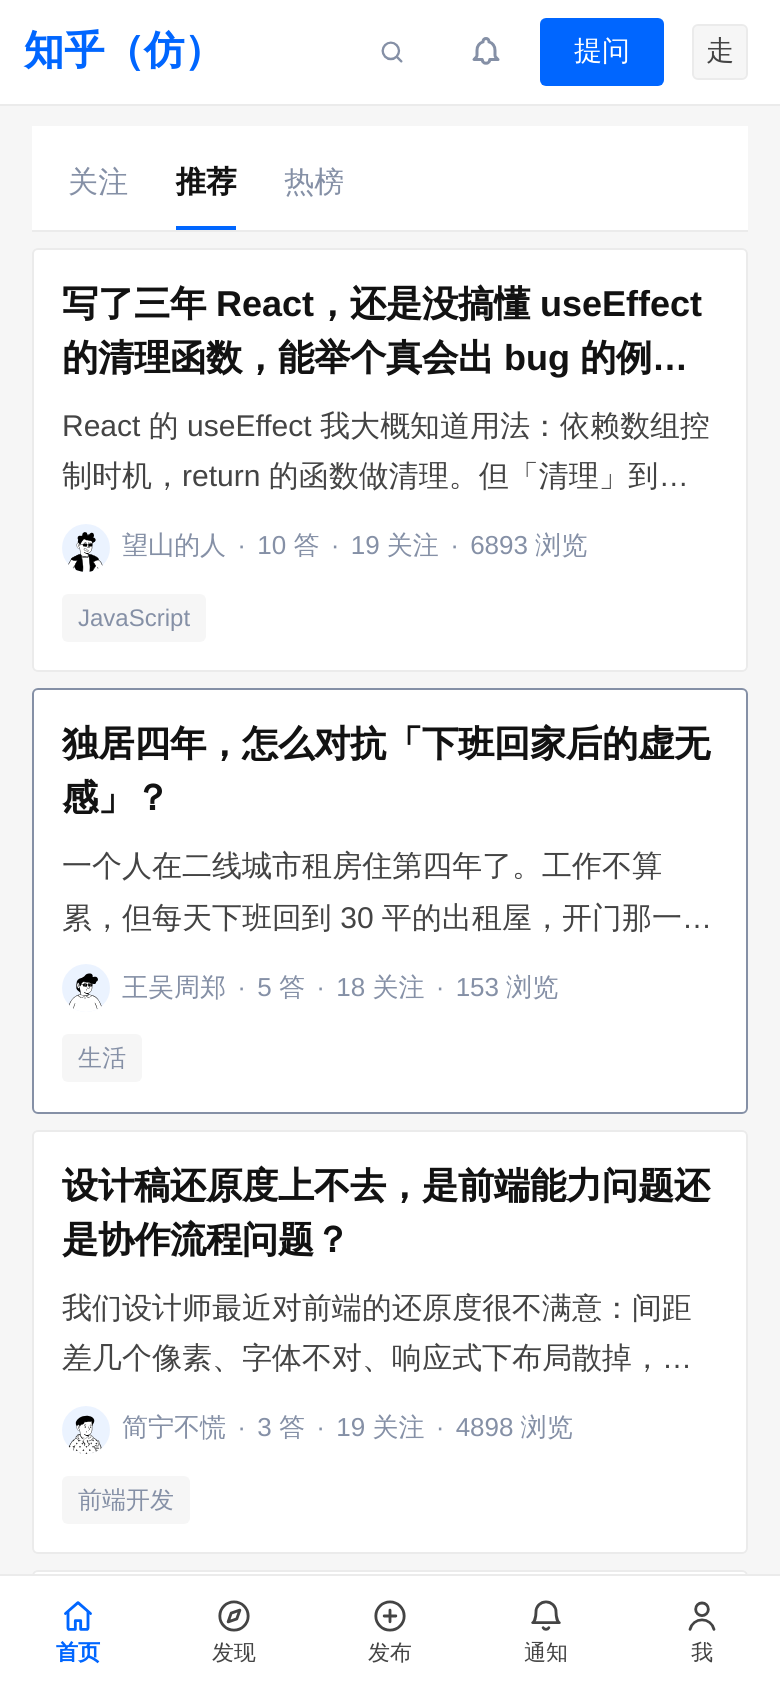 知乎（仿）
提问
走
关注 推荐 热榜
写了三年 React，还是没搞懂 useEffect
的清理函数，能举个真会出 bug 的例…
React 的 useEffect 我大概知道用法：依赖数组控
制时机，return 的函数做清理。但「清理」到…
望山的人 · 10 答 · 19 关注 · 6893 浏览
JavaScript
独居四年，怎么对抗「下班回家后的虚无
感」？
一个人在二线城市租房住第四年了。工作不算
累，但每天下班回到 30 平的出租屋，开门那一…
王吴周郑 · 5 答 · 18 关注 · 153 浏览
生活
设计稿还原度上不去，是前端能力问题还
是协作流程问题？
我们设计师最近对前端的还原度很不满意：间距
差几个像素、字体不对、响应式下布局散掉，…
简宁不慌 · 3 答 · 19 关注 · 4898 浏览
前端开发
首页 发现 发布 通知 我